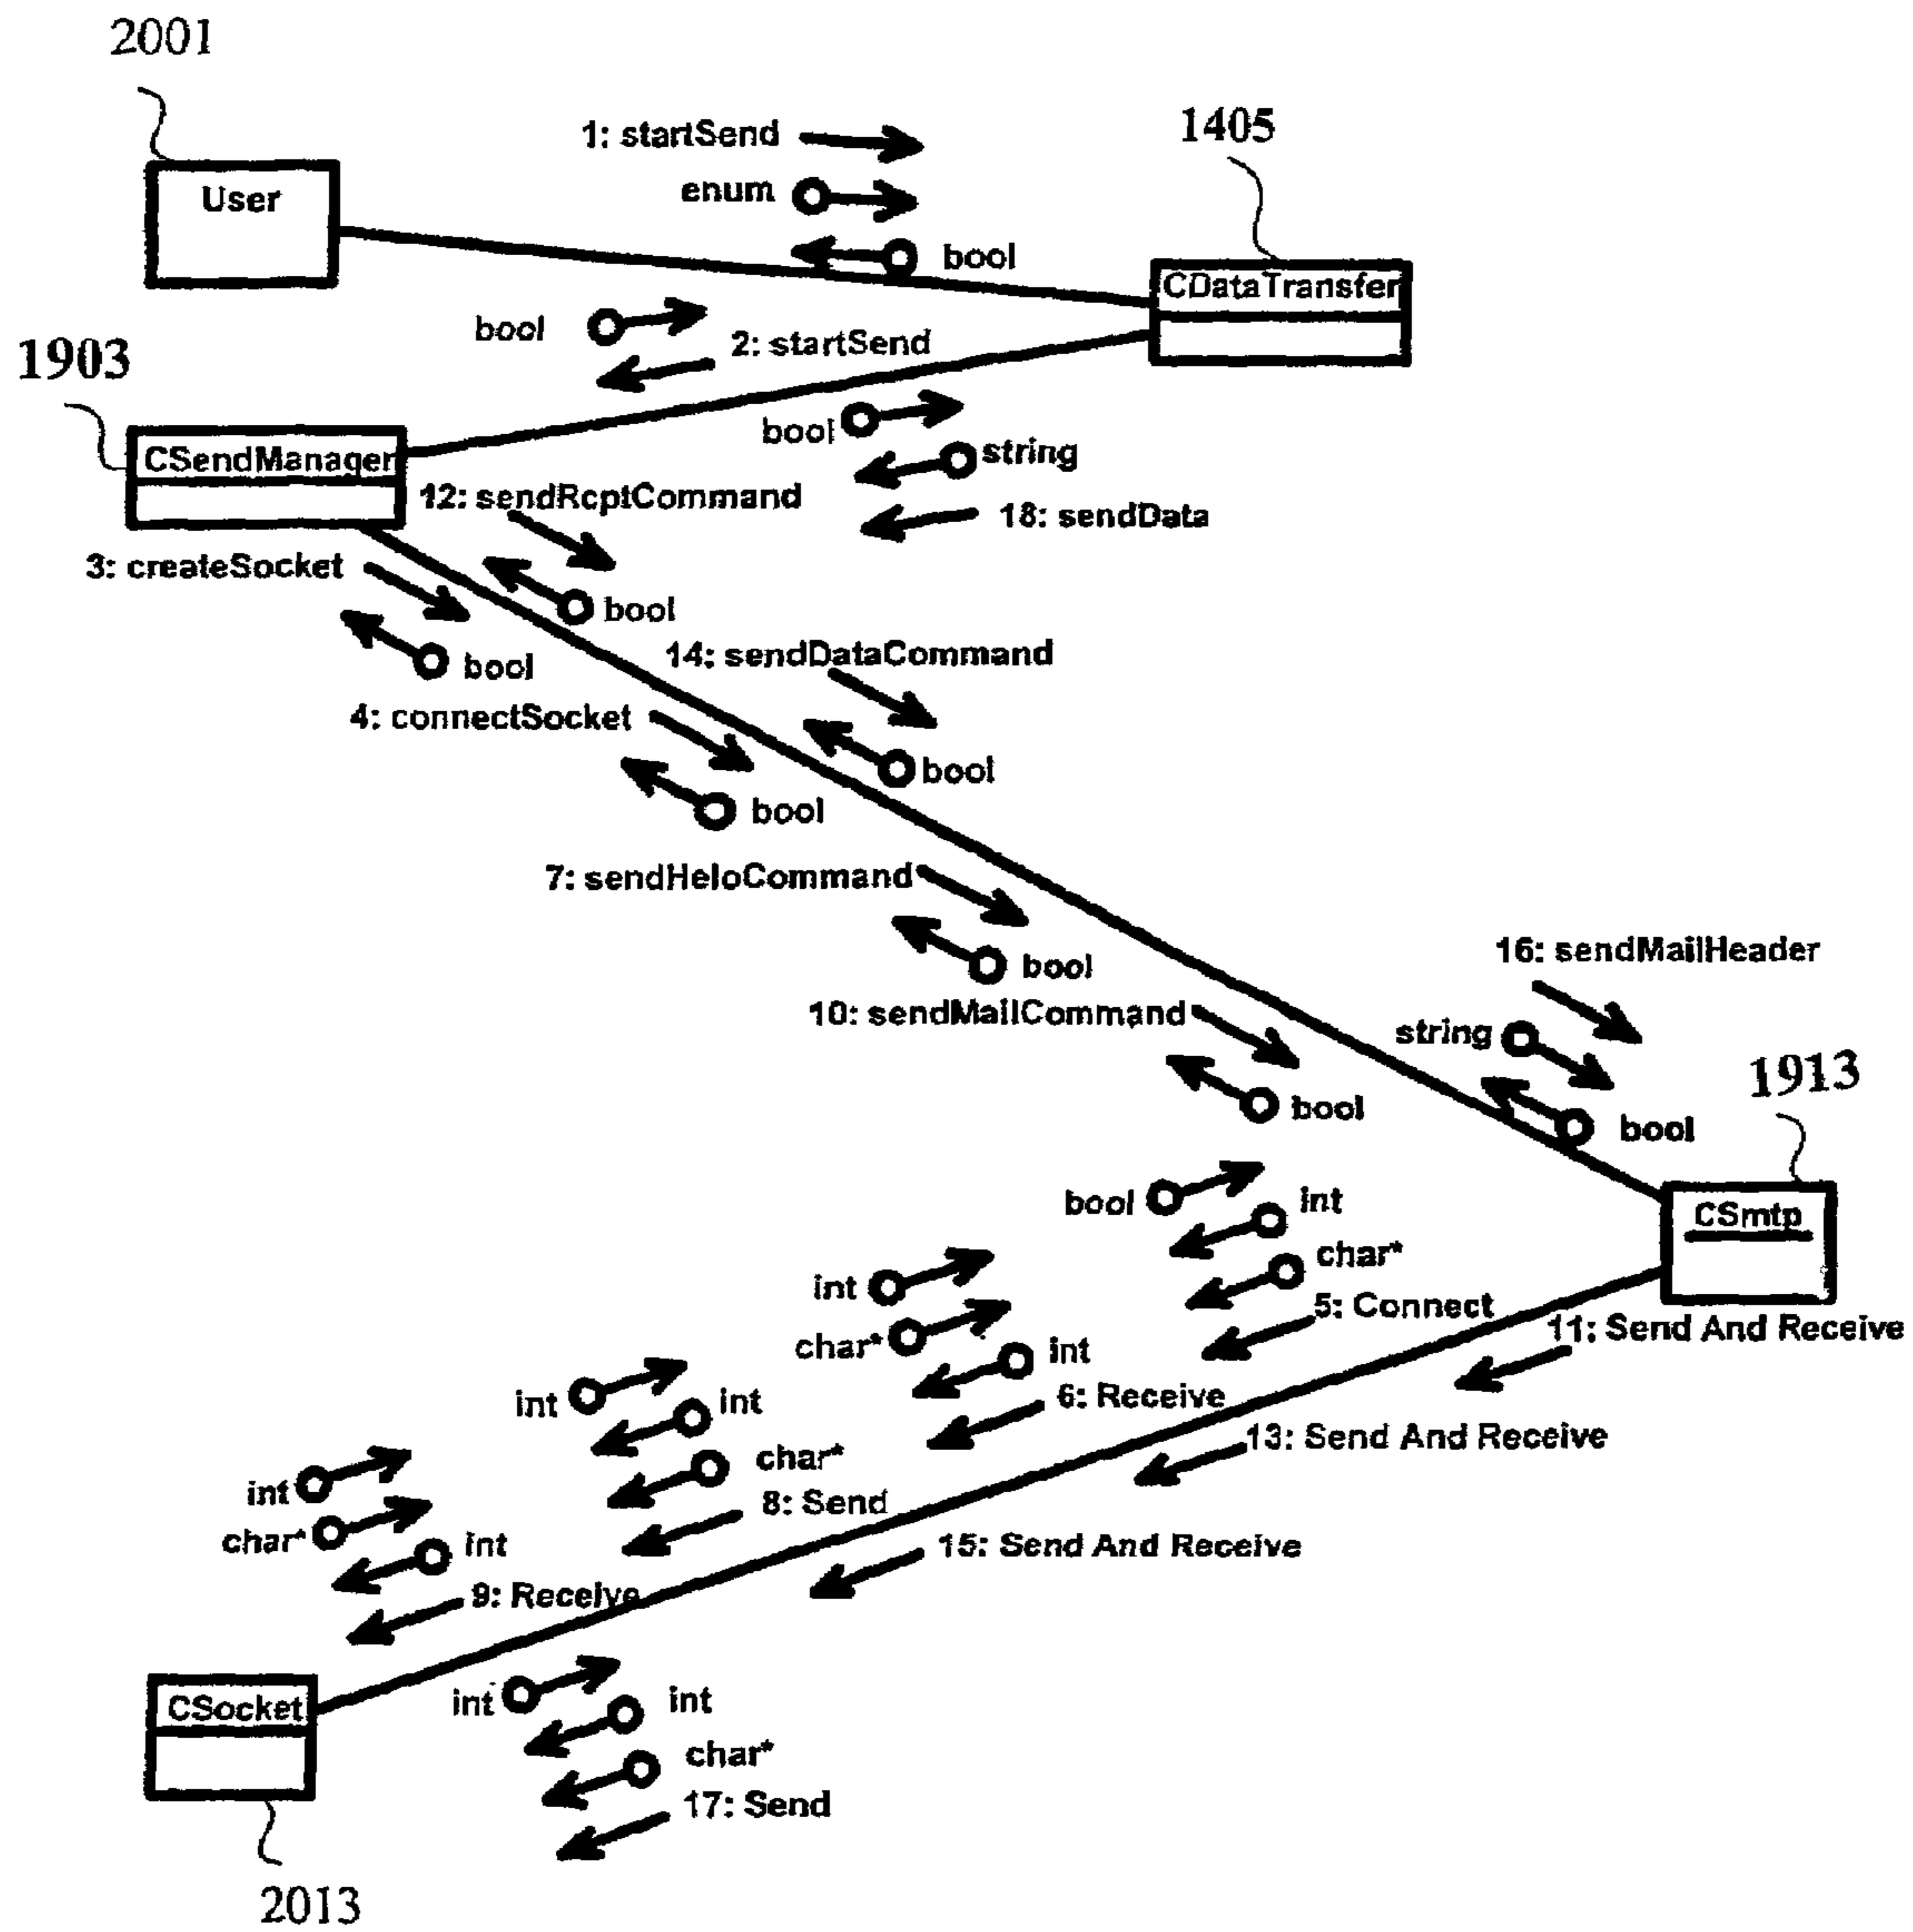 2001
1: startSend
1405
enum
User
bool
CDataTransfer
bool
2: startSend
1903
bool
string
CSendManager
12: sendRcptCommand
18: sendData
3: createSocket
bool
bool
14: sendDataCommand
4: connectSocket
bool
bool
7: sendHeloCommand
16: sendMailHeader
bool
10: sendMailCommand
string
1913
bool
bool
bool
int
CSmtp
char*
int
5: Connect
11: Send And Receive
char*
int
int
int
6: Receive
13: Send And Receive
char*
int
8: Send
char*
int
15: Send And Receive
9: Receive
int
int
CSocket
char*
17: Send
2013